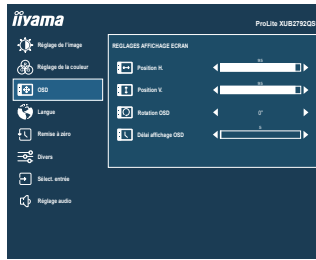 iiyama
ProLite XUB2792QS
Réglage de l'image
Réglage de la couleur
OSD
Langue
Remise à zéro
Divers
Sélect. entrée
Réglage audio
REGLAGES AFFICHAGE ECRAN
Position H.
Position V.
Rotation OSD
0°
Délai affichage OSD